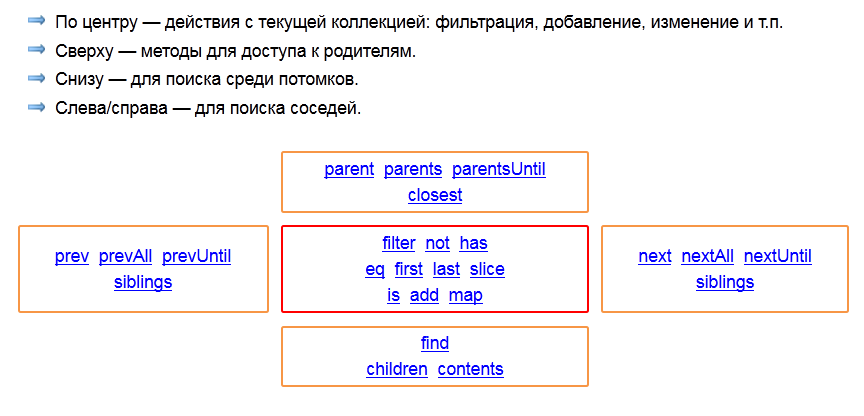 По центру — действия с текущей коллекцией: фильтрация, добавление, изменение и т.п.
Сверху — методы для доступа к родителям.
Снизу — для поиска среди потомков.
Слева/справа — для поиска соседей.
parent parents parentsUntil
closest
prev prevAll prevUntil
siblings
filter not has
eq first last slice
is add map
next nextAll nextUntil
siblings
find
children contents